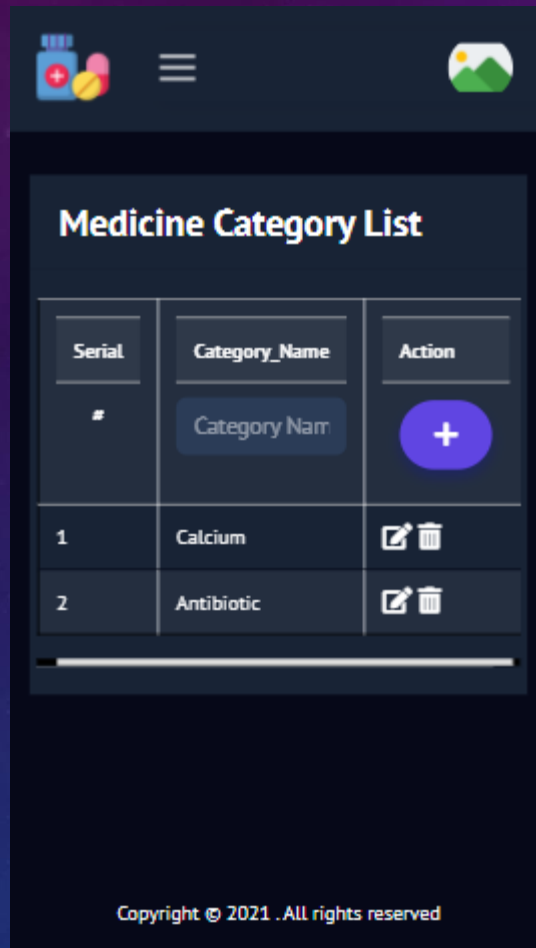 Medicine Category List
Serial Category_Name Action
# Category Nam +
1 Calcium
2 Antibiotic
Copyright © 2021 . All rights reserved